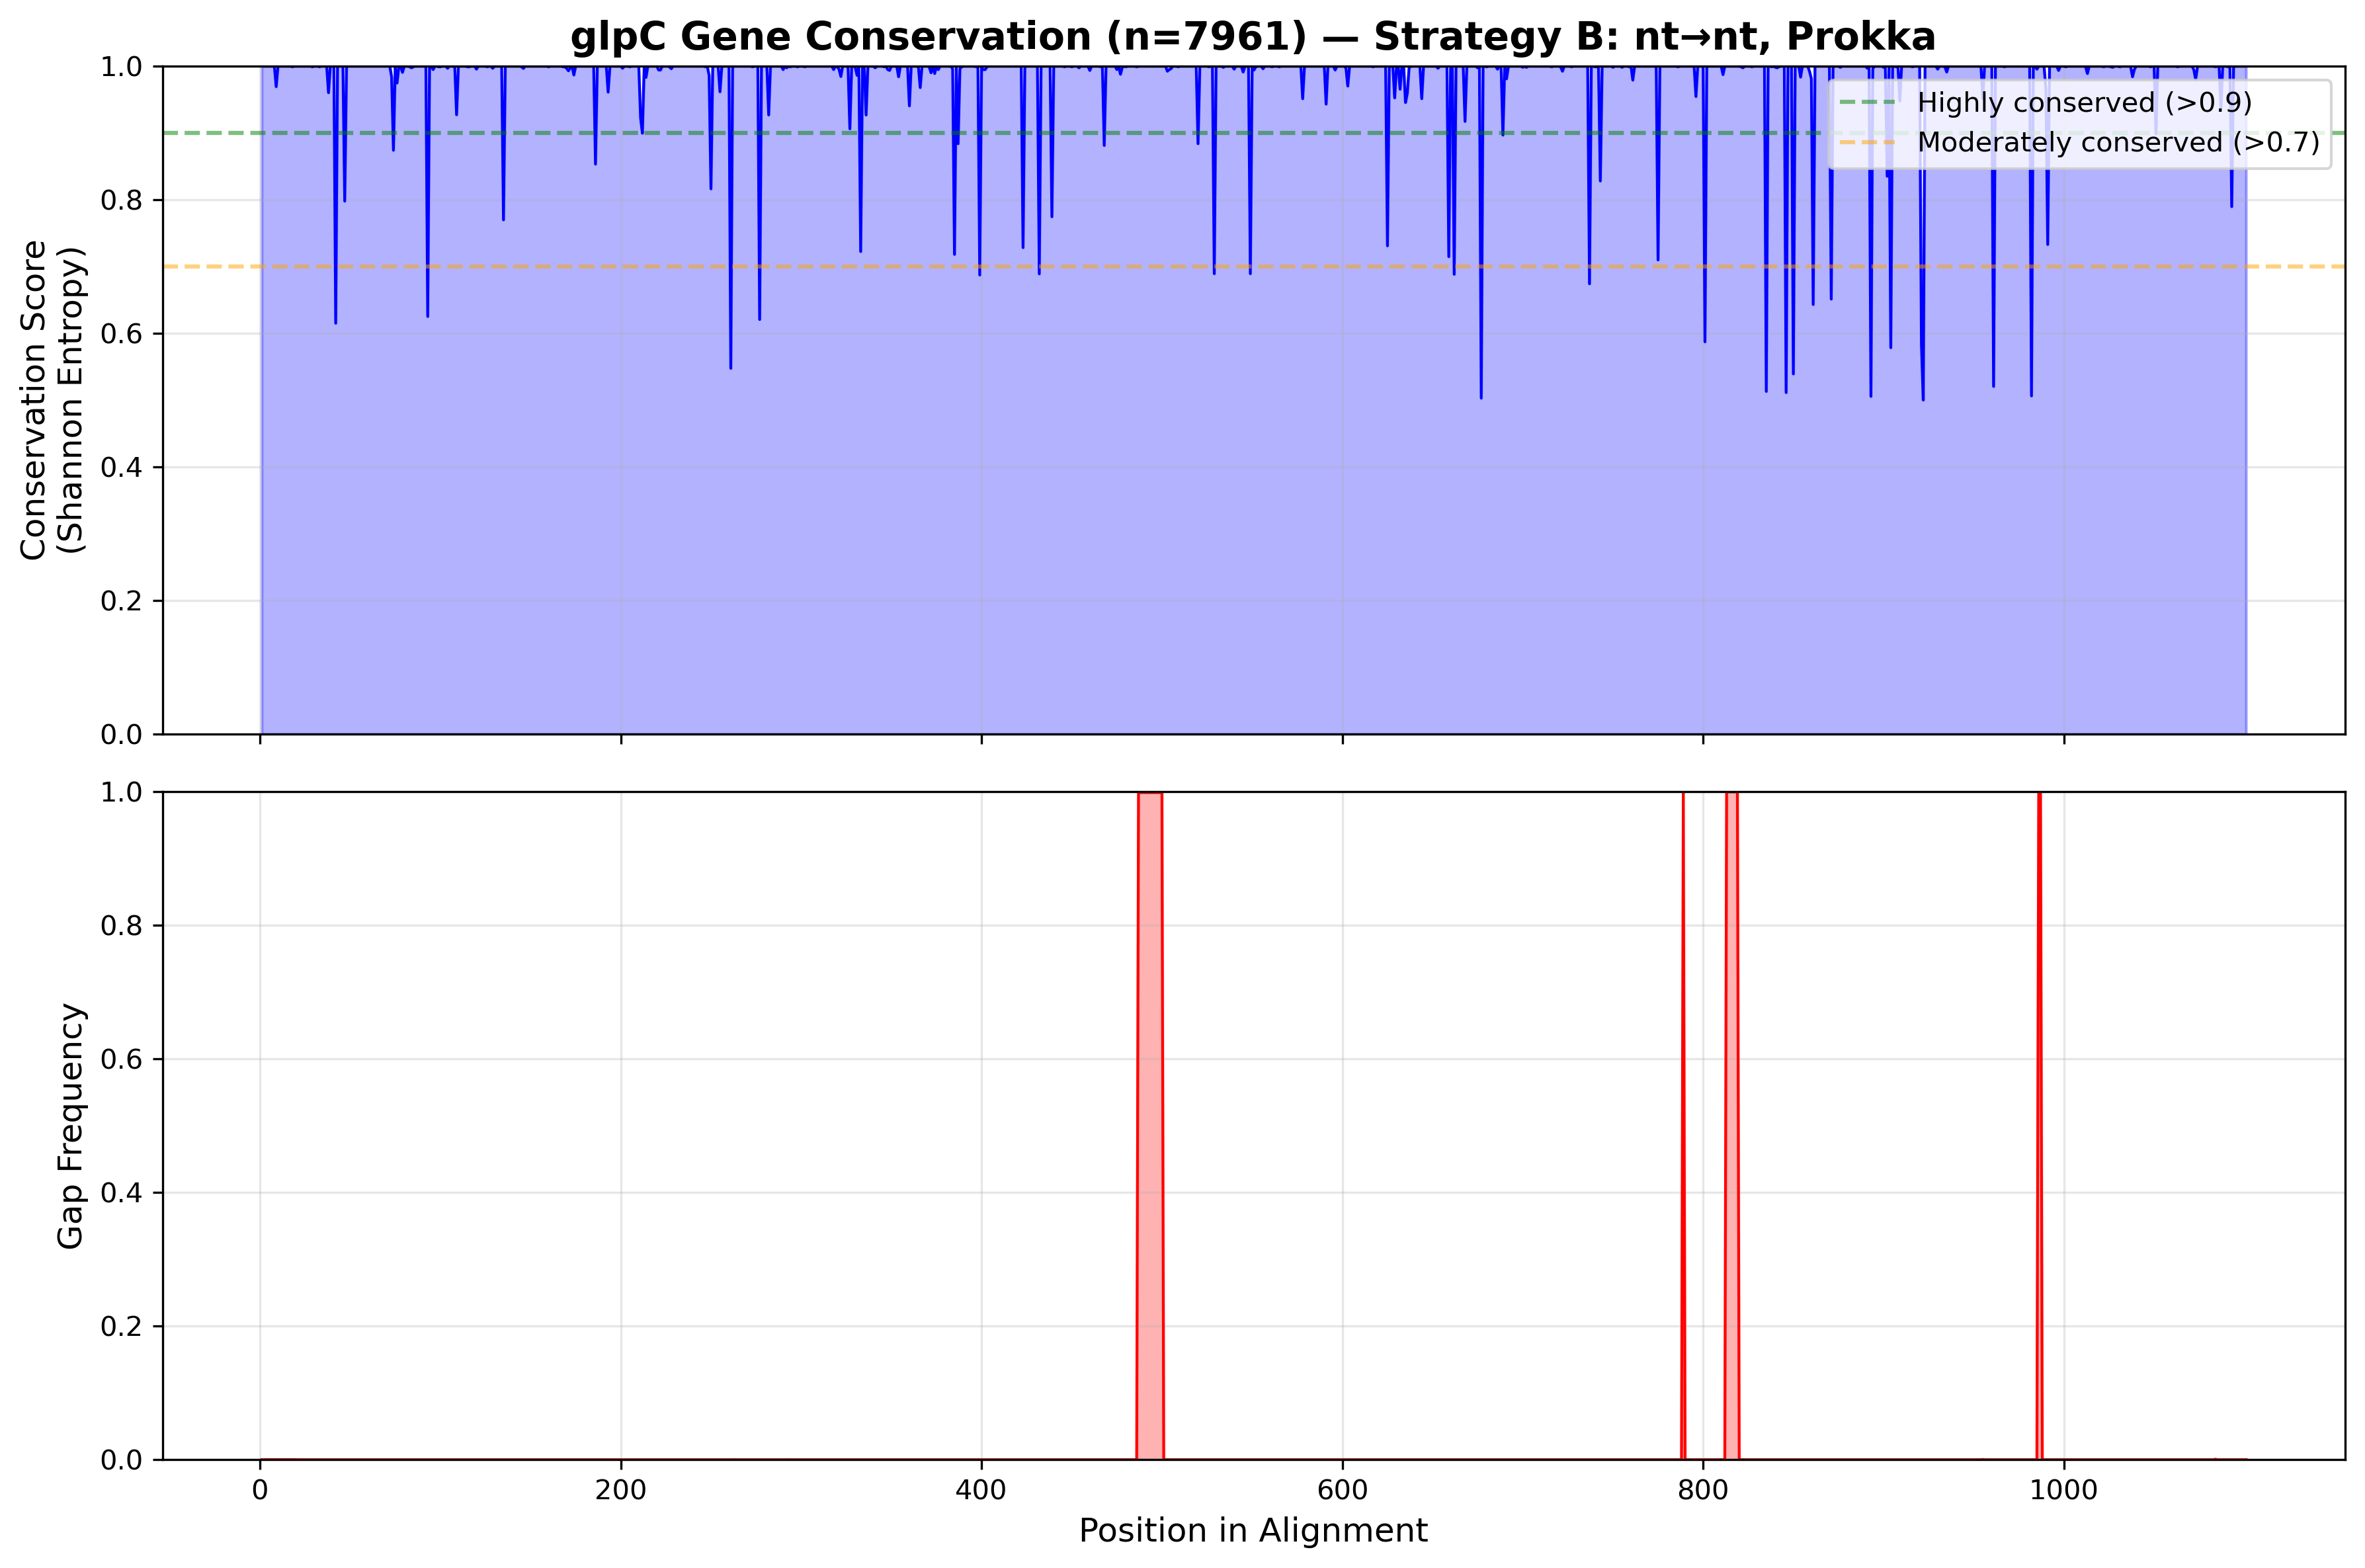 glpC Gene Conservation (n=7961) — Strategy B: nt→nt, Prokka
Conservation Score
(Shannon Entropy)
1.0
0.8
0.6
0.4
0.2
0.0
Highly conserved (>0.9)
Moderately conserved (>0.7)
Gap Frequency
1.0
0.8
0.6
0.4
0.2
0.0
0 200 400 600 800 1000
Position in Alignment